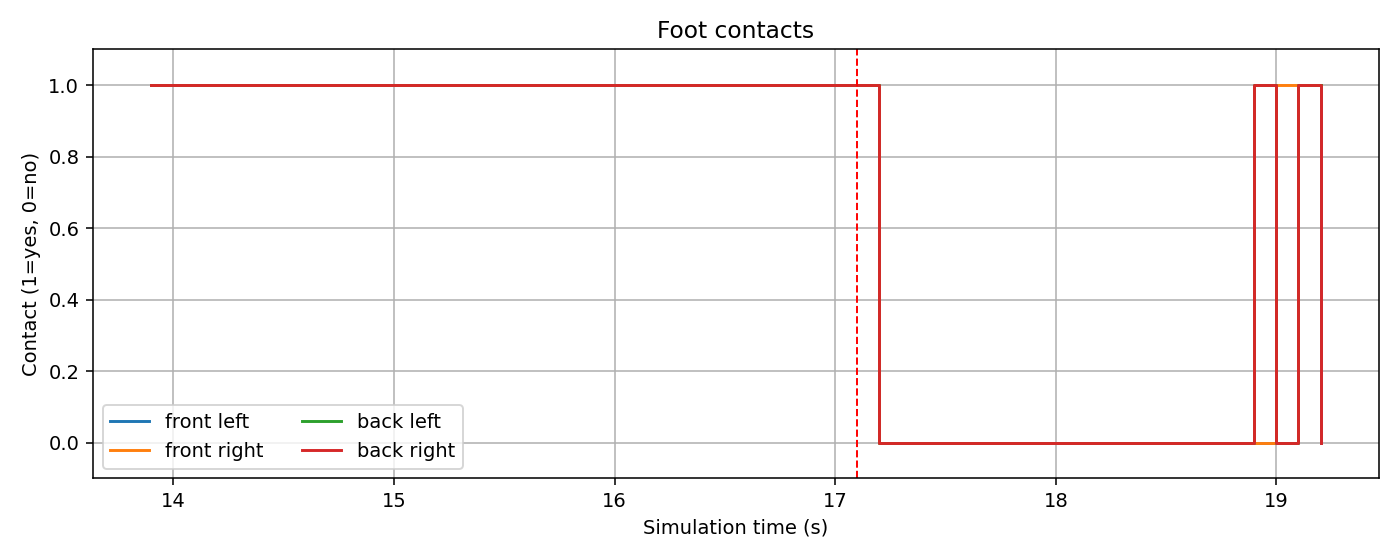 Foot contacts
Contact (1=yes, 0=no)
1.0
0.8
0.6
0.4
0.2
0.0
front left
back left
front right
back right
14
15
16
17
18
19
Simulation time (s)